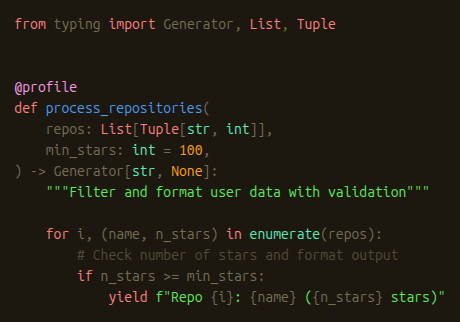 from typing import Generator, List, Tuple
@profile
def process_repositories(
    repos: List[Tuple[str, int]],
    min_stars: int = 100,
) -> Generator[str, None]:
    """Filter and format user data with validation"""
    for i, (name, n_stars) in enumerate(repos):
        # Check number of stars and format output
        if n_stars >= min_stars:
            yield f"Repo {i}: {name} ({n_stars} stars)"